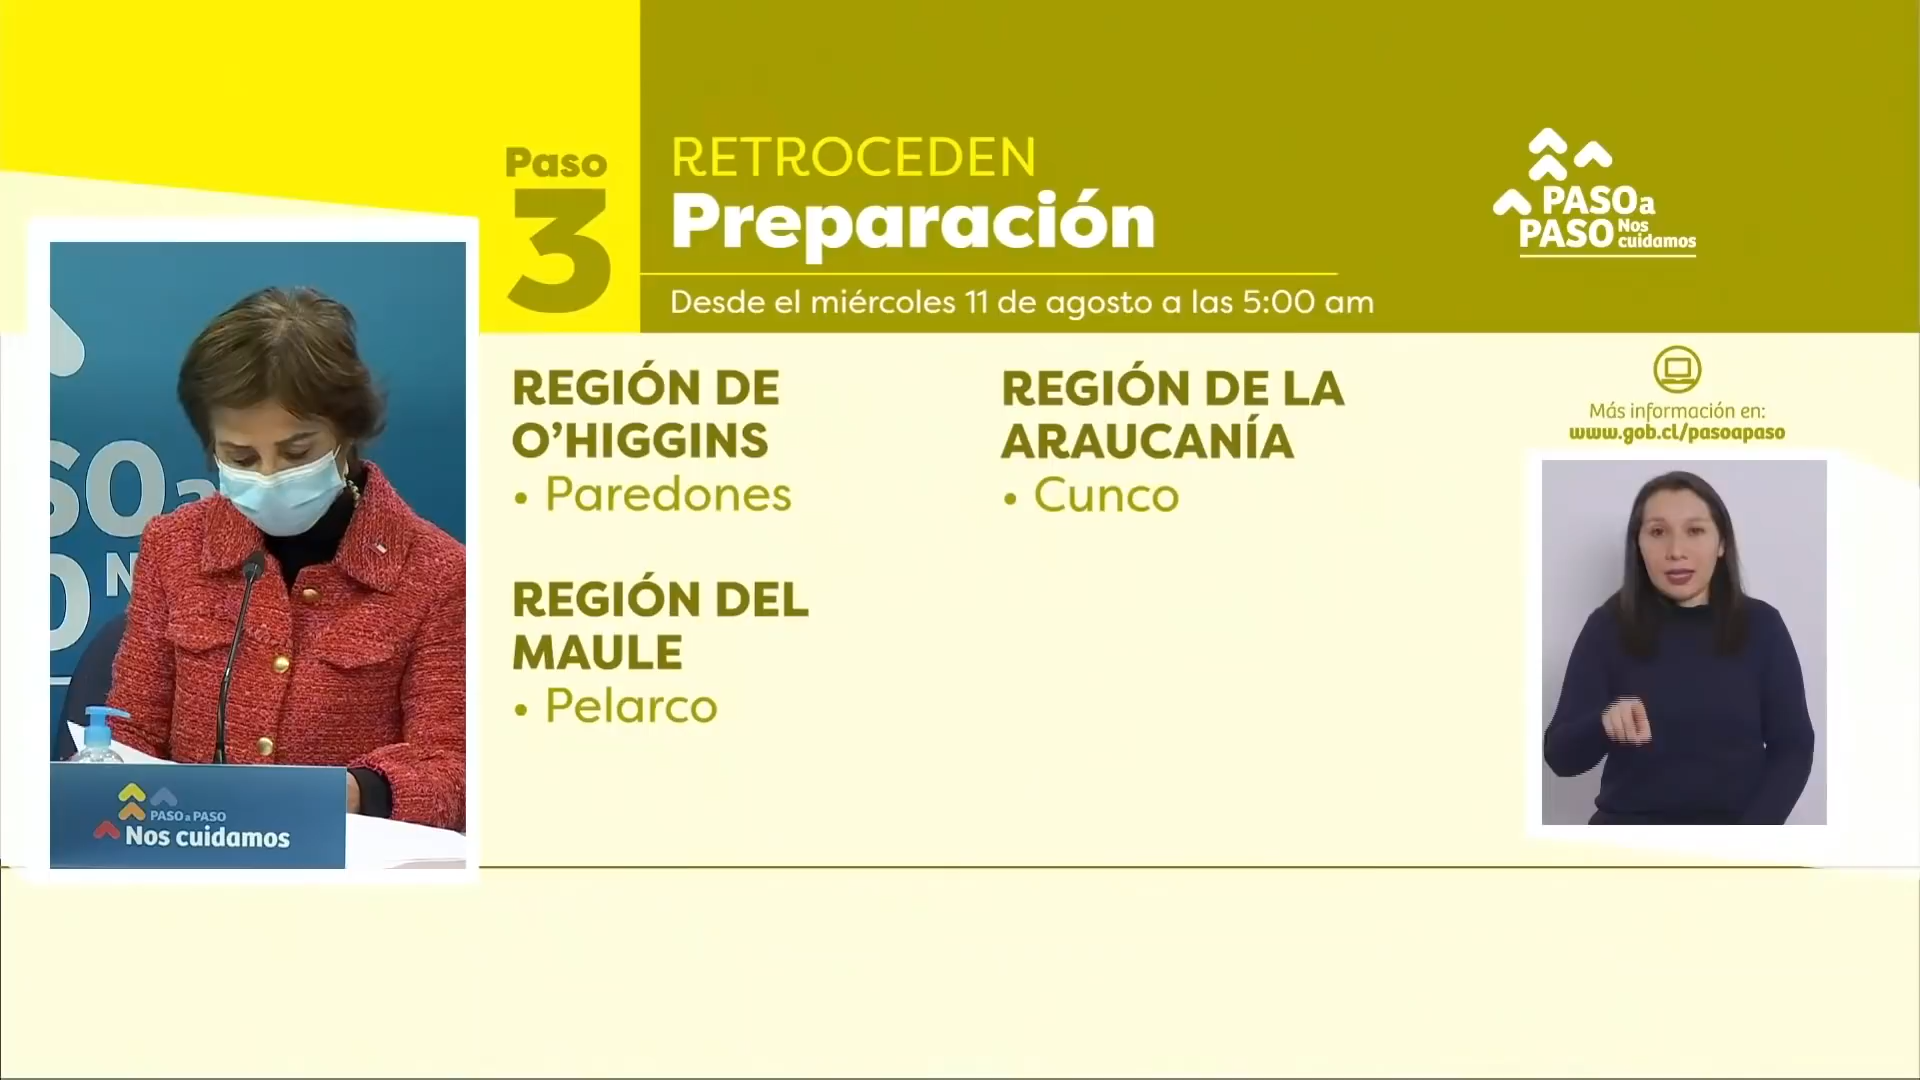 Paso
3
RETROCEDEN
Preparación
Desde el miércoles 11 de agosto a las 5:00 am
PASO a
PASO Nos
cuidamos
REGIÓN DE
O’HIGGINS
• Paredones
REGIÓN DEL
MAULE
• Pelarco
REGIÓN DE LA
ARAUCANÍA
• Cunco
Más información en:
www.gob.cl/pasoapaso
SO a
O N
PASO a PASO
Nos cuidamos